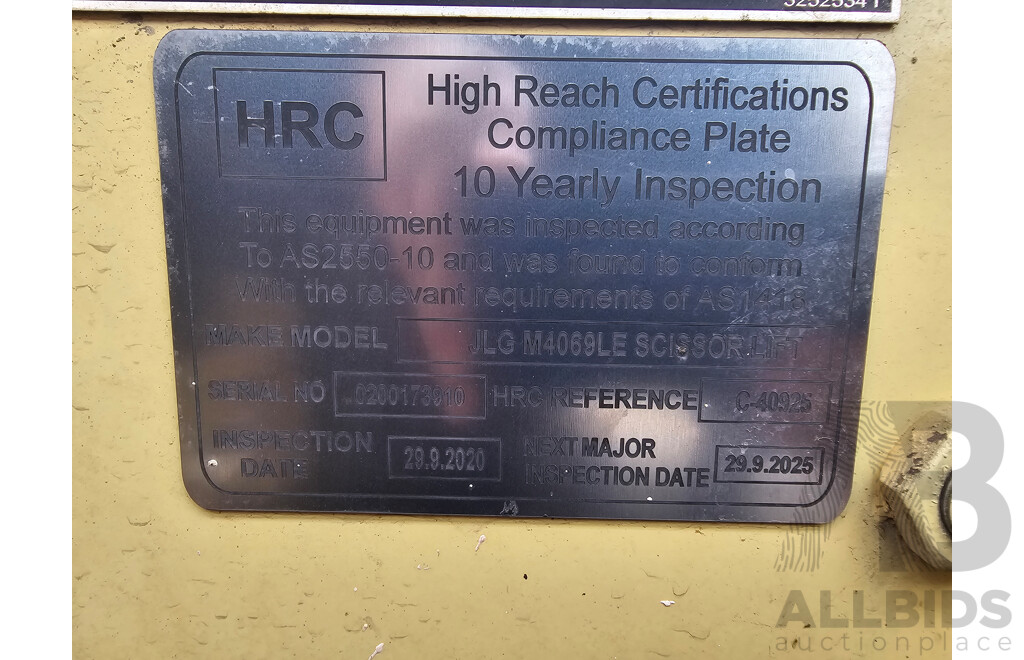 HRC
High Reach Certifications
Compliance Plate
10 Yearly Inspection
This equipment was inspected according
To AS2550-10 and was found to conform
With the relevant requirements of AS1418.
MAKE MODEL JLG M4069LE SCISSOR LIFT
SERIAL NO HRC REFERENCE C-40925
INSPECTION DATE 29.9.2020 NEXT MAJOR INSPECTION DATE 29.9.2025
B
ALLBIDS
auctionplace